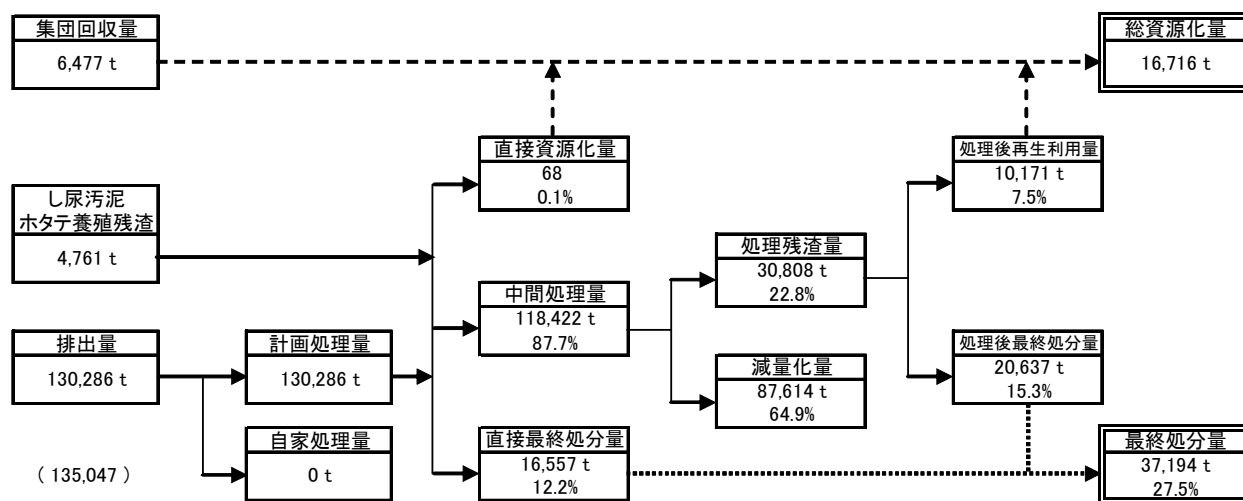 集団回収量
6,477 t
総資源化量
16,716 t
直接資源化量
68
0.1%
処理後再生利用量
10,171 t
7.5%
し尿汚泥
ホタテ養殖残渣
4,761 t
処理残渣量
30,808 t
22.8%
中間処理量
118,422 t
87.7%
排出量
130,286 t
計画処理量
130,286 t
減量化量
87,614 t
64.9%
処理後最終処分量
20,637 t
15.3%
自家処理量
0 t
直接最終処分量
16,557 t
12.2%
最終処分量
37,194 t
27.5%
( 135,047 )